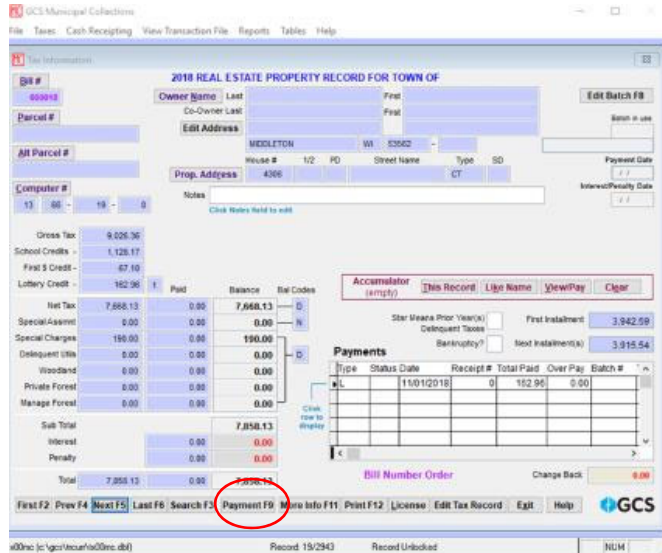 GCS Municipal Collections
File Taxes Cash Receipting View Transaction File Reports Tables Help
Tax Information
Bill # 2018 REAL ESTATE PROPERTY RECORD FOR TOWN OF
Owner Name Last First Edit Batch F8
Parcel # Co-Owner Last First Batch in use
Edit Address
MIDDLETON WI 53562 -
Alt Parcel # House # 1/2 PD Street Name Type SD Payment Date
Prop. Address 4306 CT / /
Computer # Notes Interest/Penalty Date
13 66 - 19 - 0 / /
Click Notes field to edit
Gross Tax 9,026.36
School Credits - 1,128.17
First $ Credit - 67.10
Lottery Credit - 162.96 1 Paid Balance Bal Codes Accumulator (empty) This Record Like Name View/Pay Clear
Net Tax 7,668.13 0.00 7,668.13 D Star Means Prior Year(s) Delinquent Taxes First Installment 3,942.59
Special Assmnt 0.00 0.00 0.00 N
Special Charges 190.00 0.00 190.00 Bankruptcy? Next Installment(s) 3,915.54
Delinquent Utils 0.00 0.00 0.00 D Payments
Woodland 0.00 0.00 0.00 Type Status Date Receipt # Total Paid Over Pay Batch #
Private Forest 0.00 0.00 0.00 L 11/01/2018 0 162.96 0.00
Manage Forest 0.00 0.00 0.00 Click row to display
Sub Total 7,858.13
Interest 0.00 0.00
Penalty 0.00 0.00
Total 7,858.13 0.00 7,858.13 Bill Number Order Change Back 0.00
First F2 Prev F4 Next F5 Last F6 Search F3 Payment F9 More Info F11 Print F12 License Edit Tax Record Exit Help GCS
Record 19/2943 Record Unlocked NUM